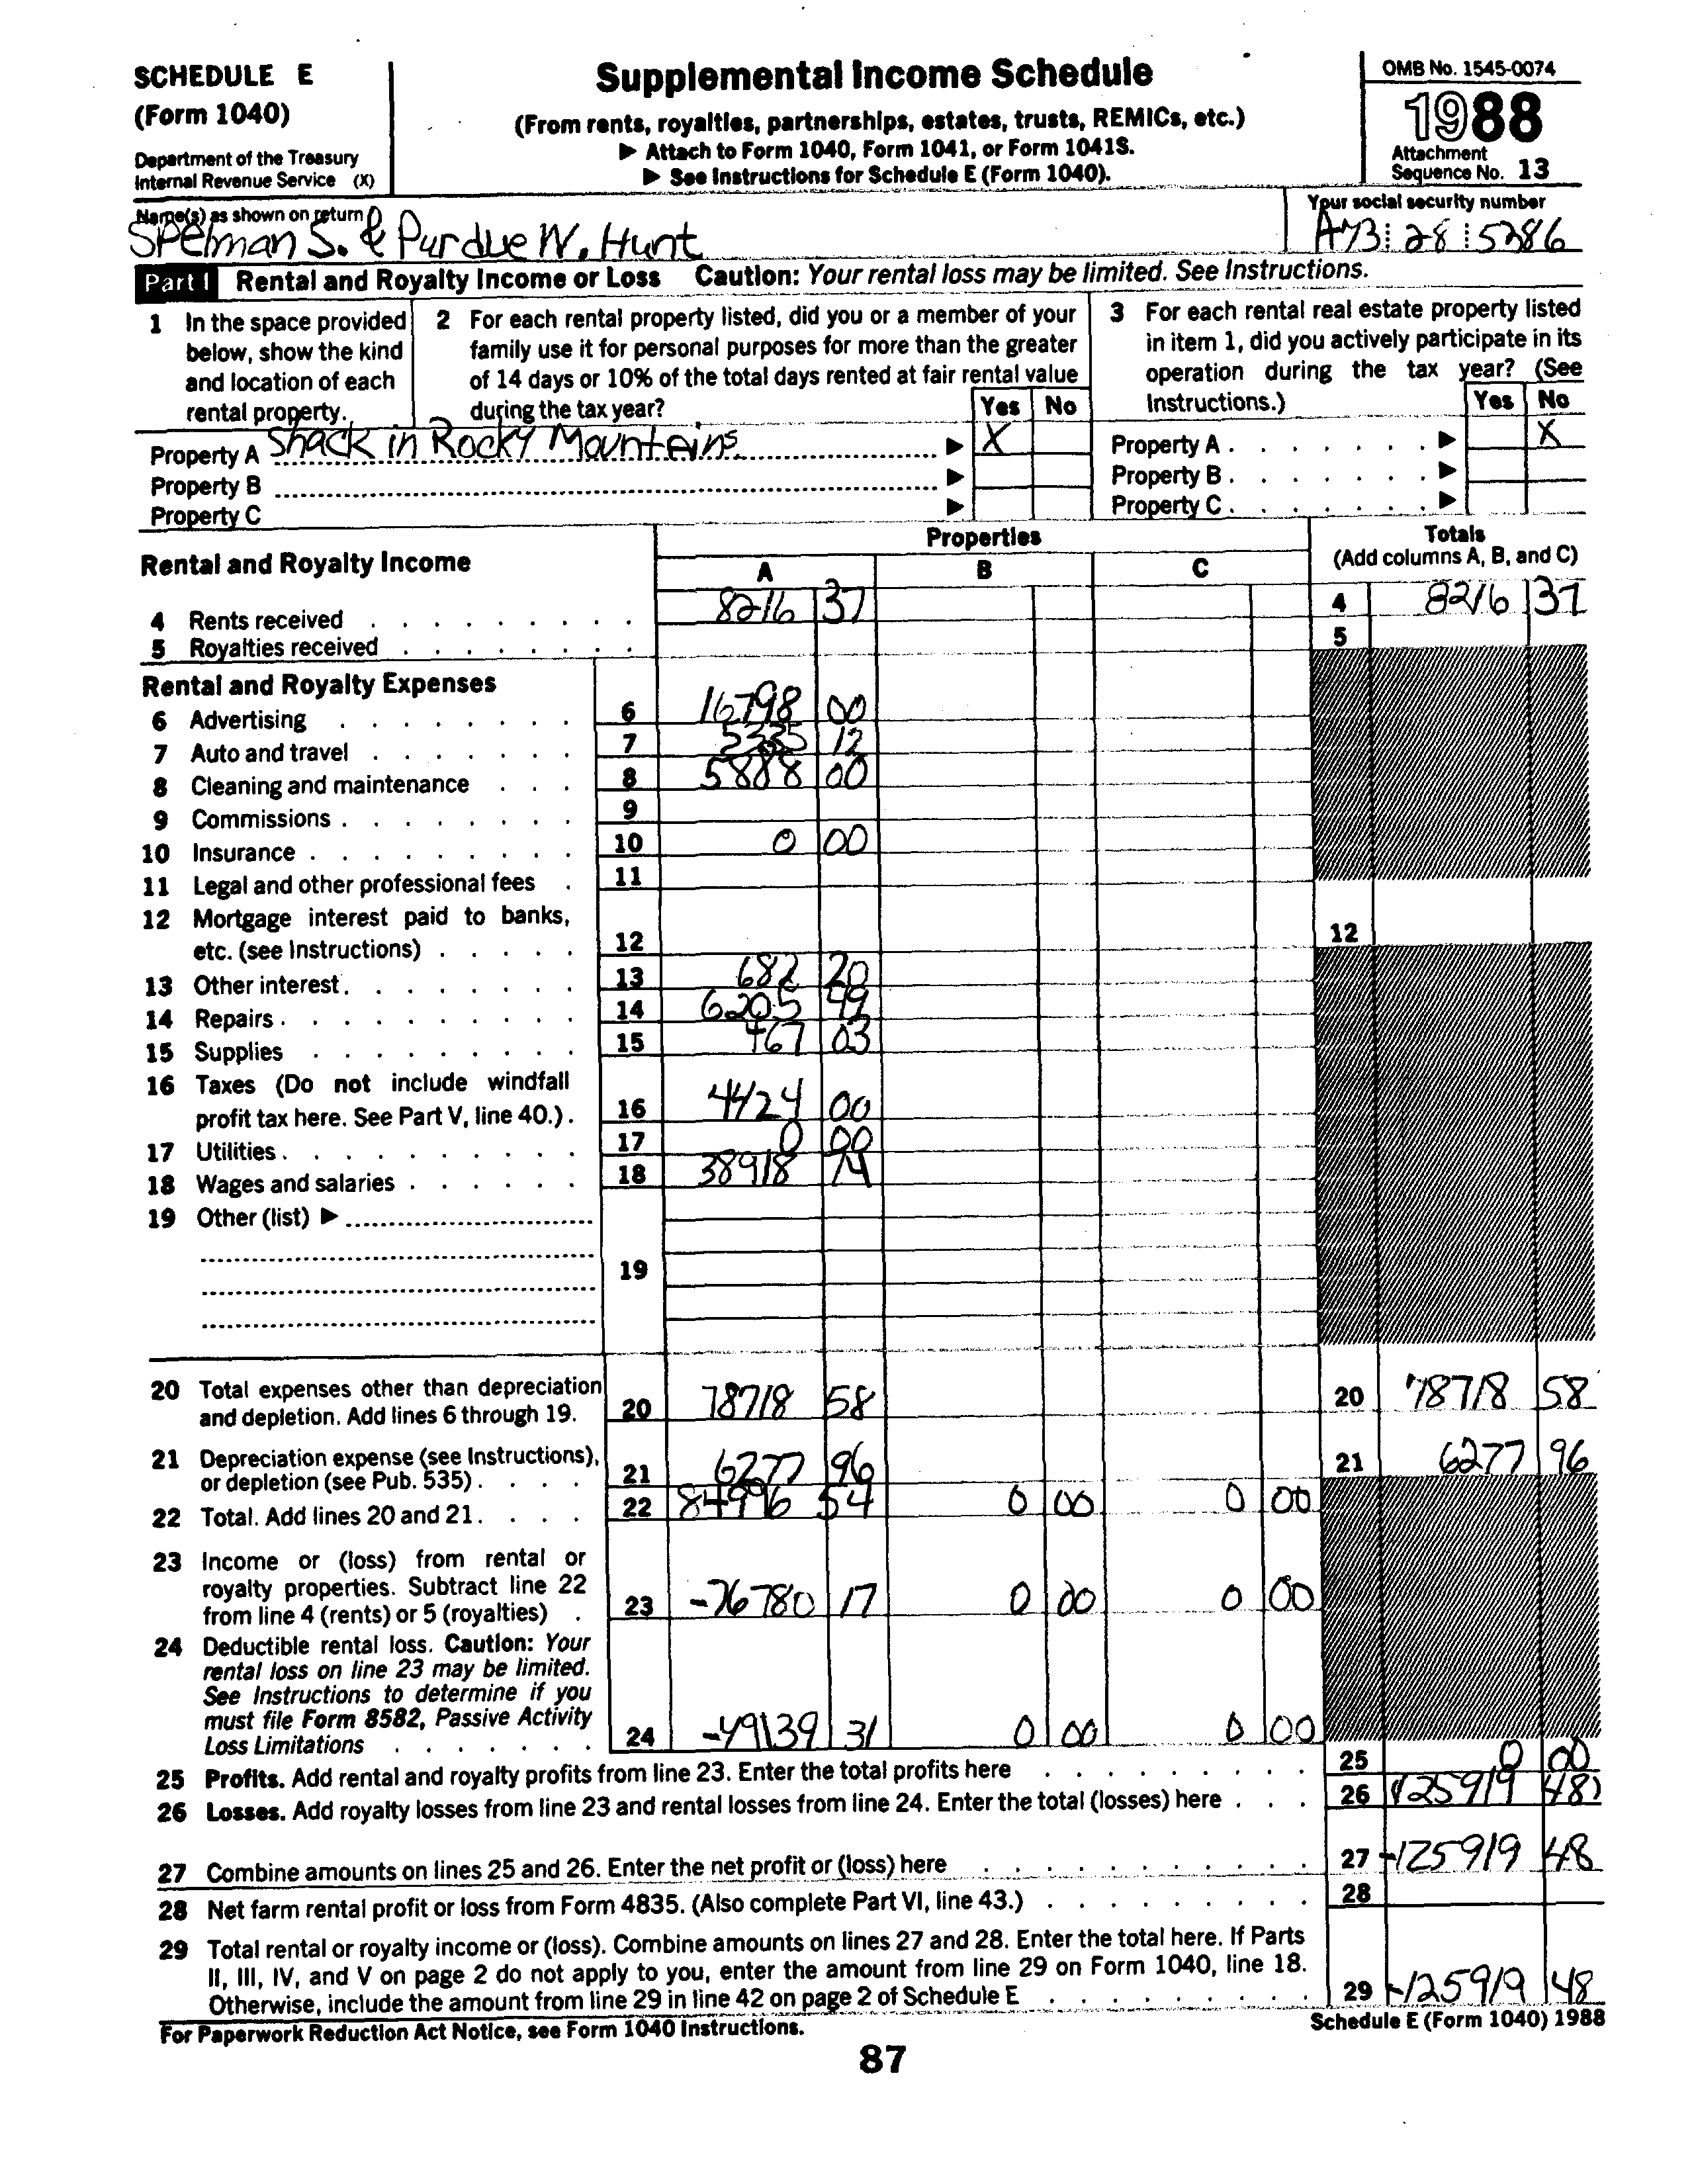 SCHEDULE E
(Form 1040)
Department of the Treasury
Internal Revenue Service (X)
Supplemental Income Schedule
(From rents, royalties, partnerships, estates, trusts, REMICs, etc.)
▶ Attach to Form 1040, Form 1041, or Form 1041S.
▶ See Instructions for Schedule E (Form 1040).
OMB No. 1545-0074
1988
Attachment
Sequence No. 13
Name(s) as shown on return
Spelman S. & Purdue W. Hunt
Your social security number
A73 28 5286
Part I Rental and Royalty Income or Loss Caution: Your rental loss may be limited. See Instructions.
1 In the space provided
below, show the kind
and location of each
rental property.
2 For each rental property listed, did you or a member of your
family use it for personal purposes for more than the greater
of 14 days or 10% of the total days rented at fair rental value
during the tax year? Yes No
3 For each rental real estate property listed
in item 1, did you actively participate in its
operation during the tax year? (See
Instructions.) Yes No
Property A Shack in Rocky Mountains ▶ X Property A ▶ X
Property B ▶ Property B ▶
Property C ▶ Property C ▶
Properties Totals
Rental and Royalty Income A B C (Add columns A, B, and C)
4 Rents received 8216 37 4 8216 37
5 Royalties received 5
Rental and Royalty Expenses
6 Advertising 6 16798 00
7 Auto and travel 7 5335 12
8 Cleaning and maintenance 8 5888 00
9 Commissions 9
10 Insurance 10 0 00
11 Legal and other professional fees 11
12 Mortgage interest paid to banks,
etc. (see Instructions) 12 12
13 Other interest 13 682 20
14 Repairs 14 6205 49
15 Supplies 15 467 03
16 Taxes (Do not include windfall
profit tax here. See Part V, line 40.) 16 4424 00
17 Utilities 17 0 00
18 Wages and salaries 18 38918 74
19 Other (list) ▶
19
20 Total expenses other than depreciation
and depletion. Add lines 6 through 19. 20 78718 58 20 78718 58
21 Depreciation expense (see Instructions),
or depletion (see Pub. 535) 21 6277 96 21 6277 96
22 Total. Add lines 20 and 21. 22 84996 54 0 00 0 00
23 Income or (loss) from rental or
royalty properties. Subtract line 22
from line 4 (rents) or 5 (royalties) 23 -76780 17 0 00 0 00
24 Deductible rental loss. Caution: Your
rental loss on line 23 may be limited.
See Instructions to determine if you
must file Form 8582, Passive Activity
Loss Limitations 24 -49139 31 0 00 0 00
25 Profits. Add rental and royalty profits from line 23. Enter the total profits here 25 0 00
26 Losses. Add royalty losses from line 23 and rental losses from line 24. Enter the total (losses) here 26 (125919 48)
27 Combine amounts on lines 25 and 26. Enter the net profit or (loss) here 27 -125919 48
28 Net farm rental profit or loss from Form 4835. (Also complete Part VI, line 43.) 28
29 Total rental or royalty income or (loss). Combine amounts on lines 27 and 28. Enter the total here. If Parts
II, III, IV, and V on page 2 do not apply to you, enter the amount from line 29 on Form 1040, line 18.
Otherwise, include the amount from line 29 in line 42 on page 2 of Schedule E 29 -125919 48
For Paperwork Reduction Act Notice, see Form 1040 Instructions. Schedule E (Form 1040) 1988
87